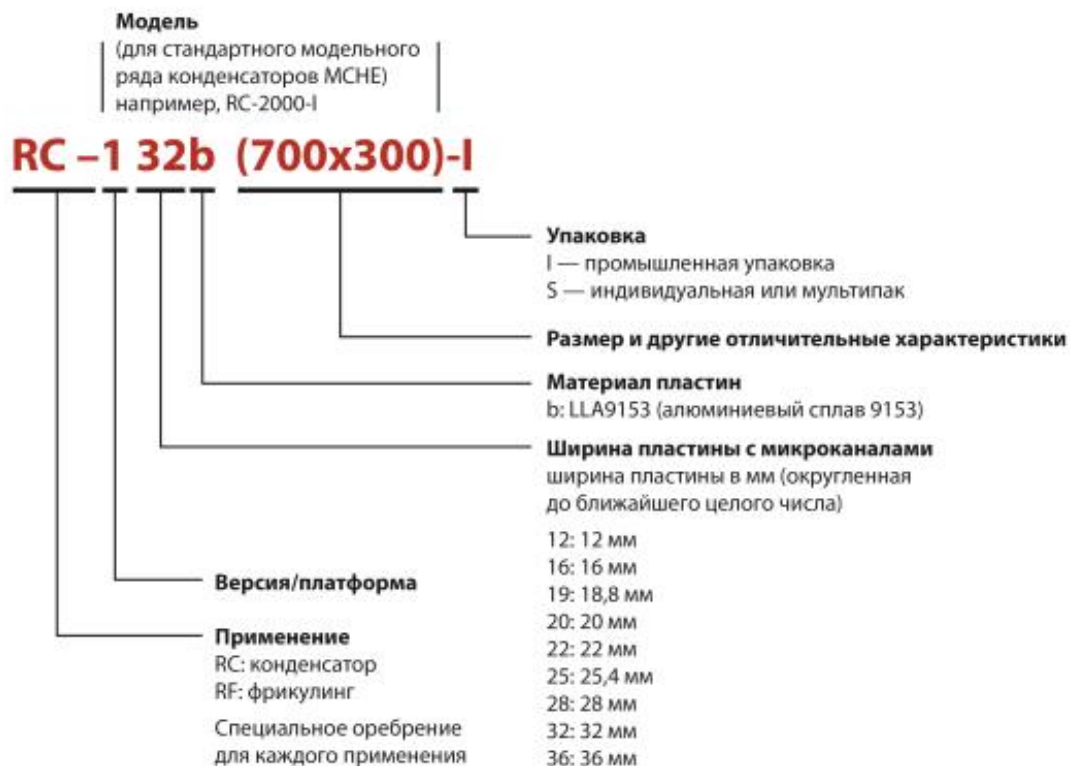 Модель
(для стандартного модельного
ряда конденсаторов MCHE)
например, RC-2000-I
RC –1 32b (700x300)-I
Упаковка
I — промышленная упаковка
S — индивидуальная или мультипак
Размер и другие отличительные характеристики
Материал пластин
b: LLA9153 (алюминиевый сплав 9153)
Ширина пластины с микроканалами
ширина пластины в мм (округленная
до ближайшего целого числа)
12: 12 мм
16: 16 мм
19: 18,8 мм
20: 20 мм
22: 22 мм
25: 25,4 мм
28: 28 мм
32: 32 мм
36: 36 мм
Версия/платформа
Применение
RC: конденсатор
RF: фрикулинг
Специальное оребрение
для каждого применения